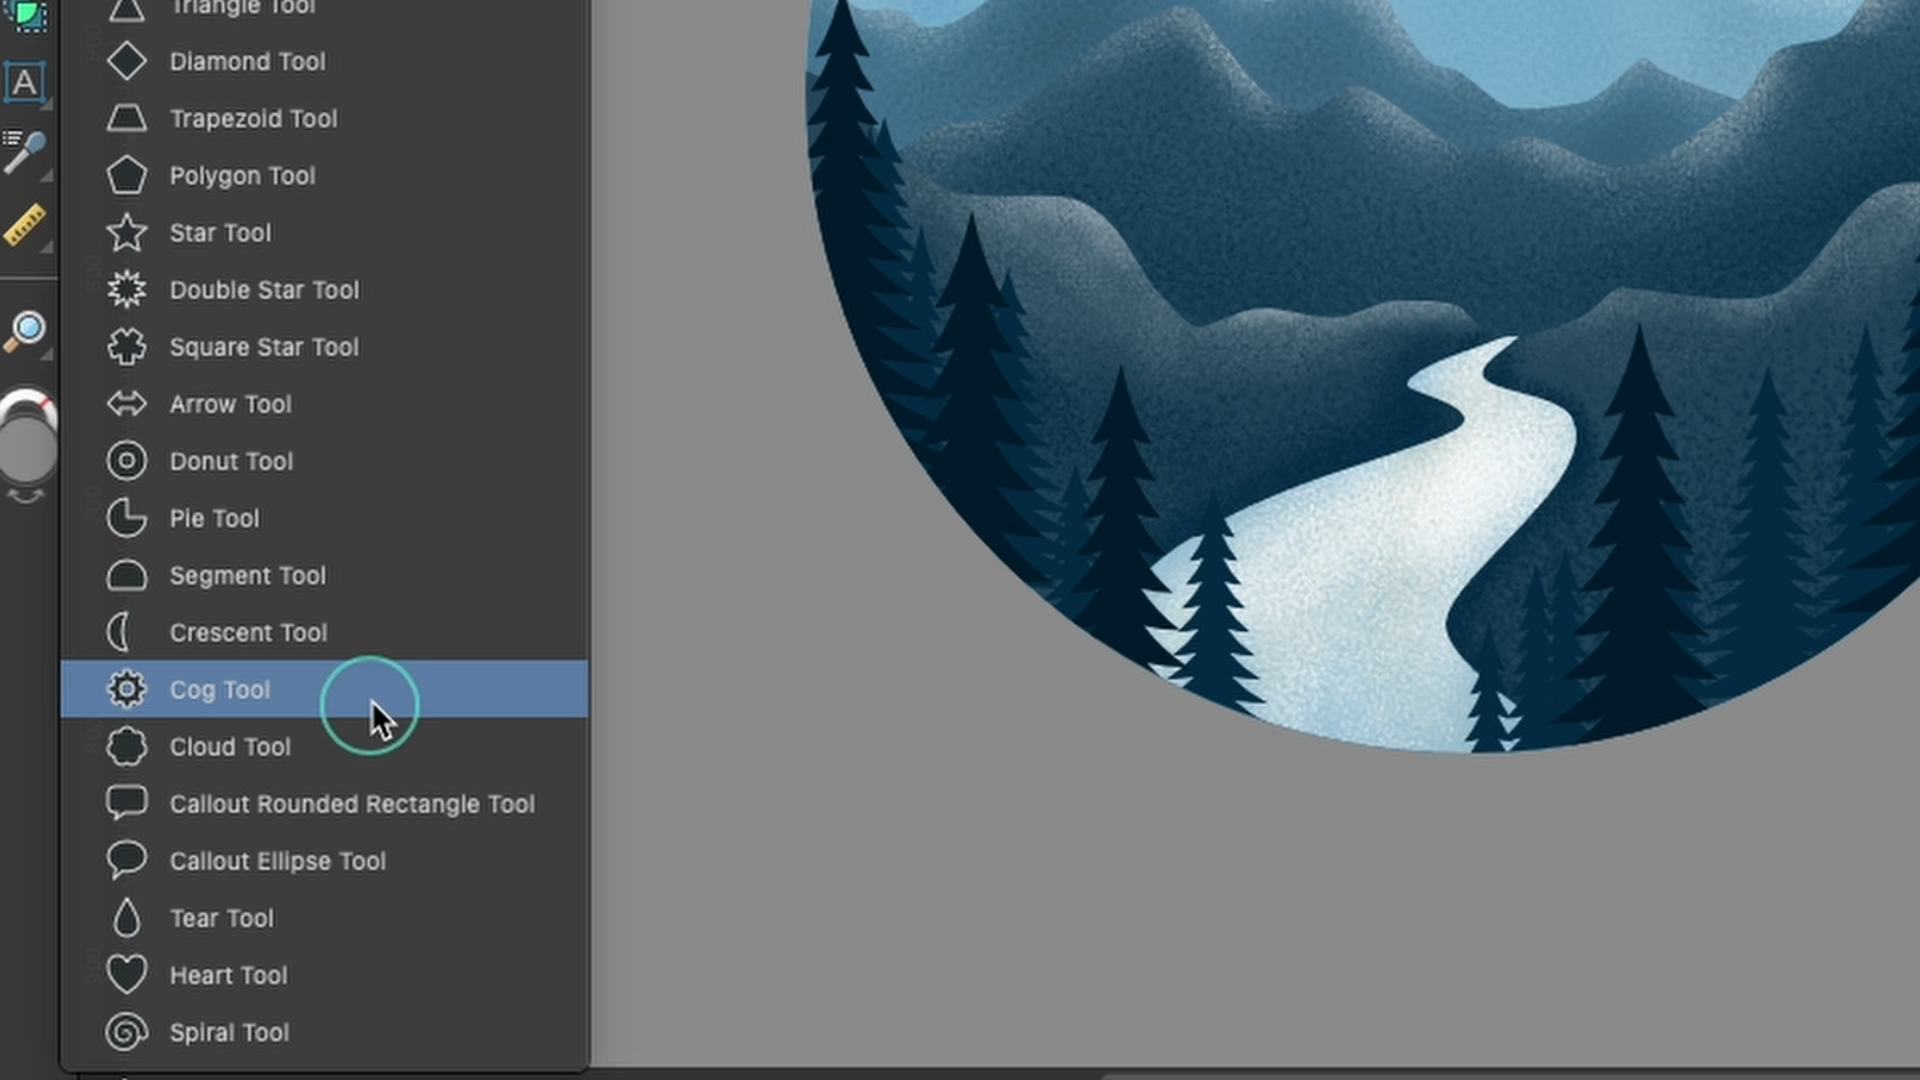 Triangle Tool
Diamond Tool
Trapezoid Tool
Polygon Tool
Star Tool
Double Star Tool
Square Star Tool
Arrow Tool
Donut Tool
Pie Tool
Segment Tool
Crescent Tool
Cog Tool
Cloud Tool
Callout Rounded Rectangle Tool
Callout Ellipse Tool
Tear Tool
Heart Tool
Spiral Tool
A